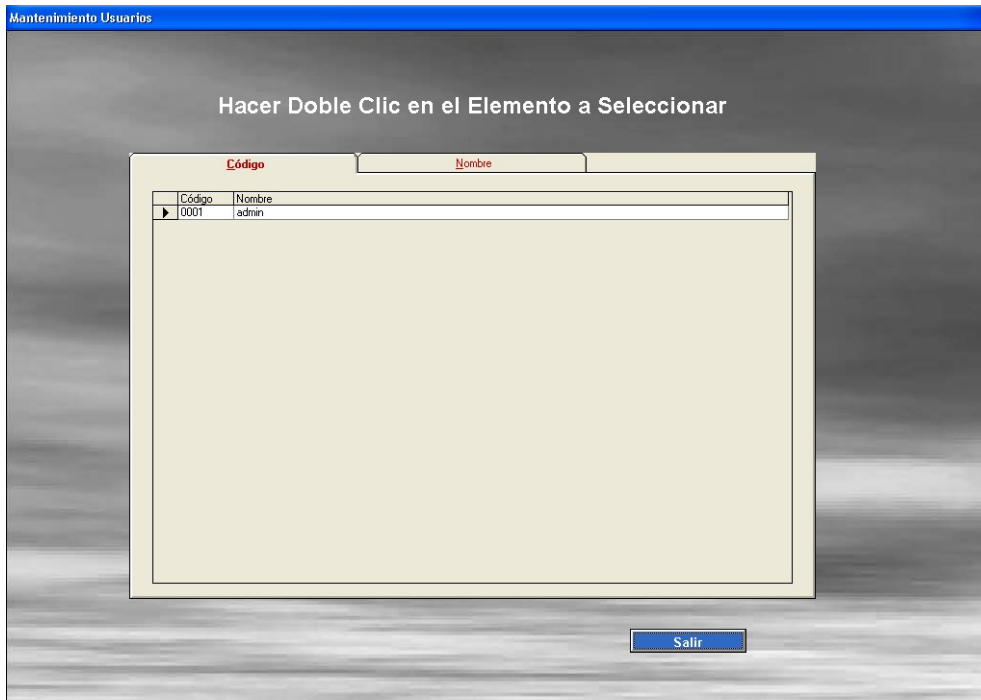 Mantenimiento Usuarios
Hacer Doble Clic en el Elemento a Seleccionar
Código Nombre
Código Nombre
0001 admin
Salir